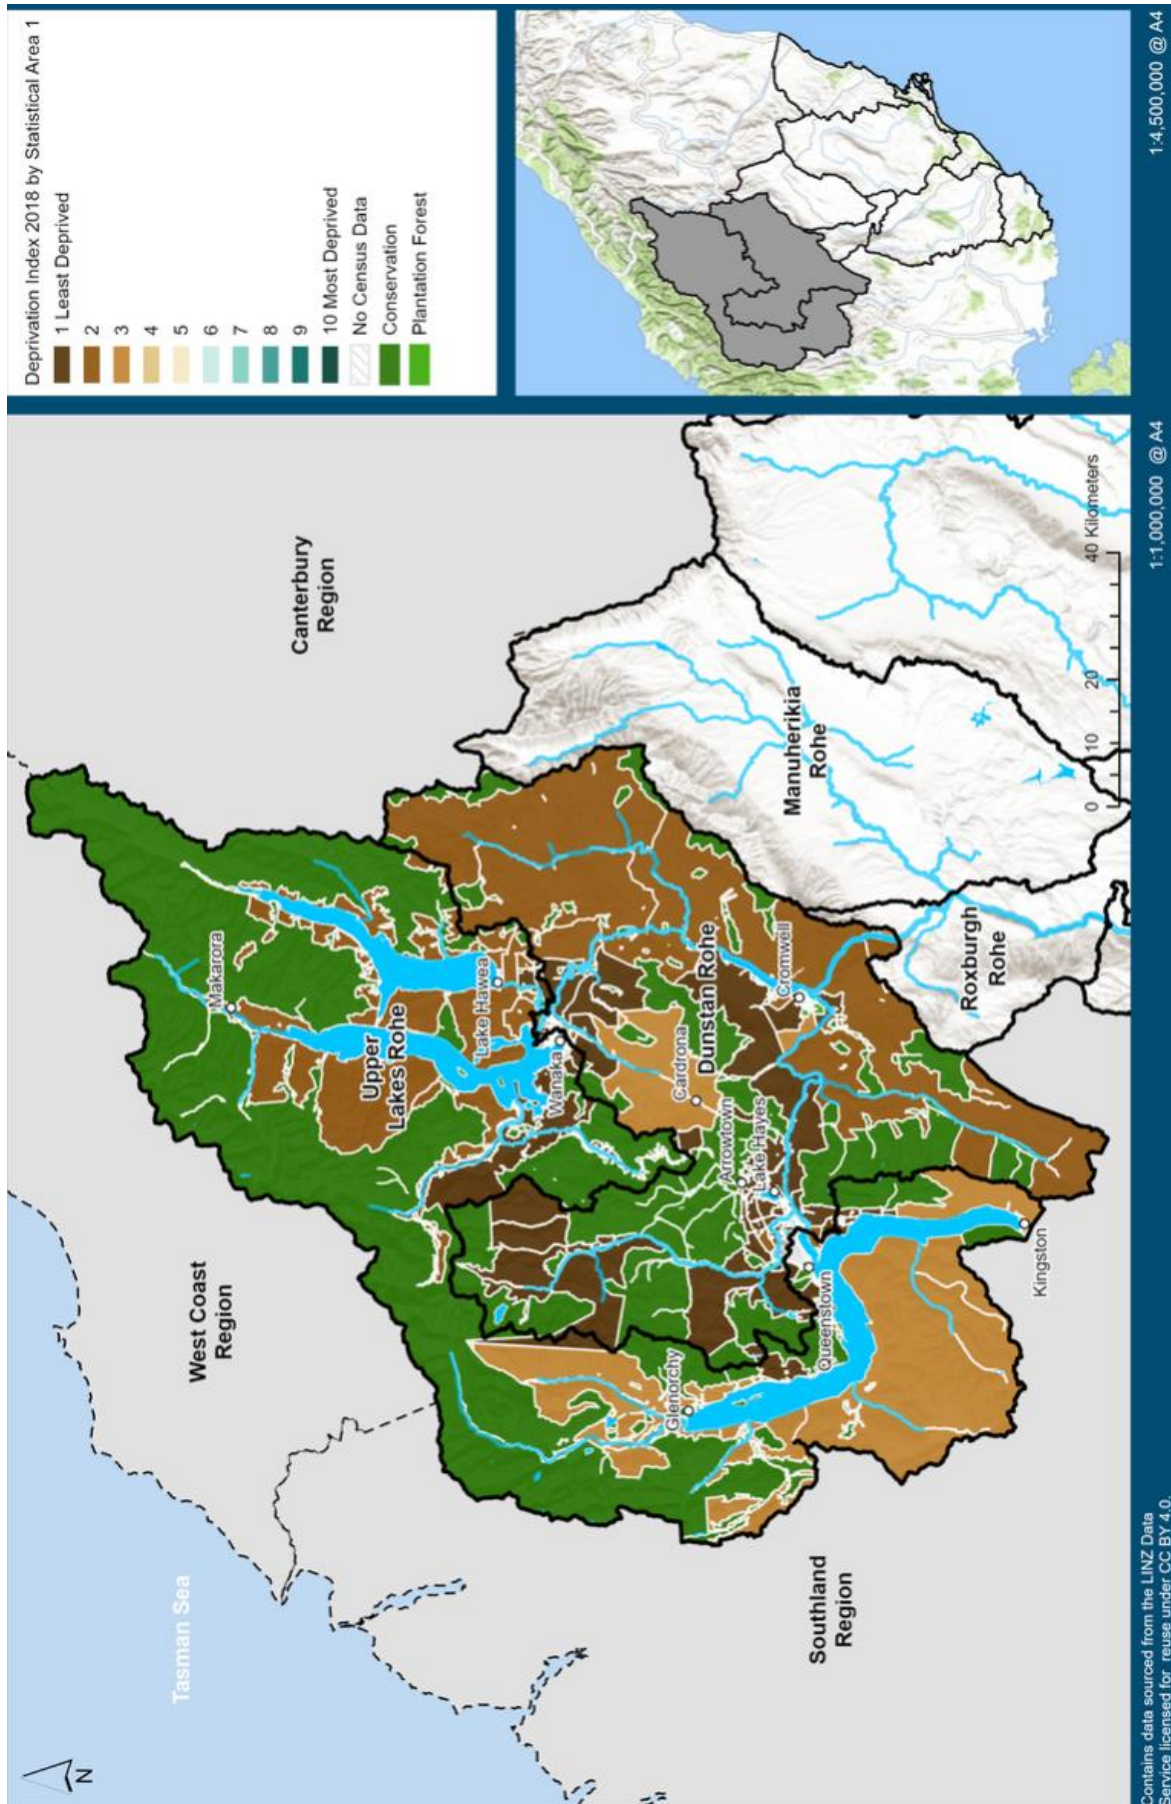 Tasman Sea
West Coast
Region
Canterbury
Region
Southland
Region
Makarora
Upper
Lakes Rohe
Lake Hawea
Wanaka
Glenorchy
Cardrona
Arrowtown
Lake Hayes
Dunstan Rohe
Queenstown
Cromwell
Kingston
Manuherikia
Rohe
Roxburgh
Rohe
N
0 10 20 40 Kilometers
Deprivation Index 2018 by Statistical Area 1
1 Least Deprived
2
3
4
5
6
7
8
9
10 Most Deprived
No Census Data
Conservation
Plantation Forest
Contains data sourced from the LINZ Data
Service licensed for reuse under CC BY 4.0.
1:1,000,000 @ A4
1:4,500,000 @ A4